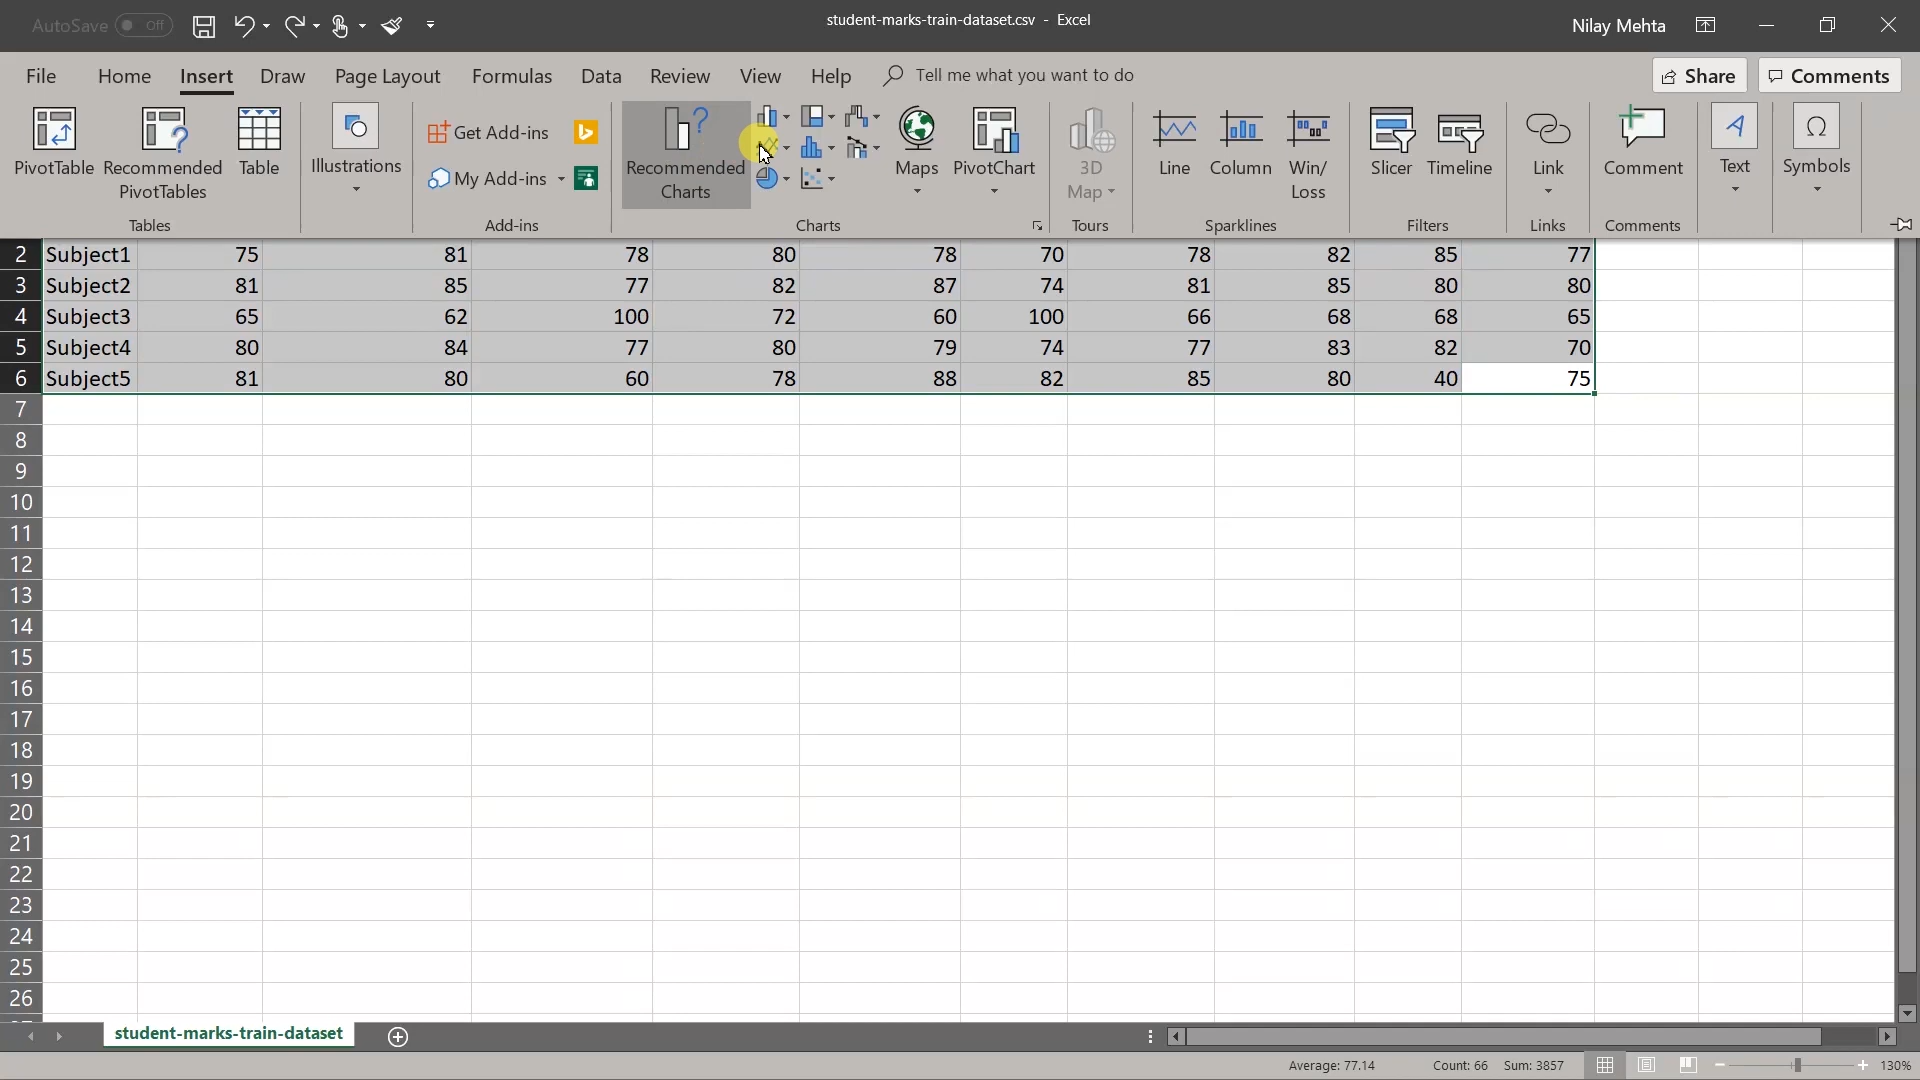 AutoSave Off
student-marks-train-dataset.csv - Excel
Nilay Mehta
File Home Insert Draw Page Layout Formulas Data Review View Help Tell me what you want to do
Share Comments
PivotTable
Recommended PivotTables
Table
Tables
Illustrations
Get Add-ins
My Add-ins
Add-ins
Recommended Charts
Maps
PivotChart
Charts
3D Map
Tours
Line
Column
Win/ Loss
Sparklines
Slicer
Timeline
Filters
Link
Links
Comment
Comments
Text
Symbols
2 Subject1 75 81 78 80 78 70 78 82 85 77
3 Subject2 81 85 77 82 87 74 81 85 80 80
4 Subject3 65 62 100 72 60 100 66 68 68 65
5 Subject4 80 84 77 80 79 74 77 83 82 70
6 Subject5 81 80 60 78 88 82 85 80 40 75
7
8
9
10
11
12
13
14
15
16
17
18
19
20
21
22
23
24
25
26
student-marks-train-dataset
Average: 77.14 Count: 66 Sum: 3857 130%